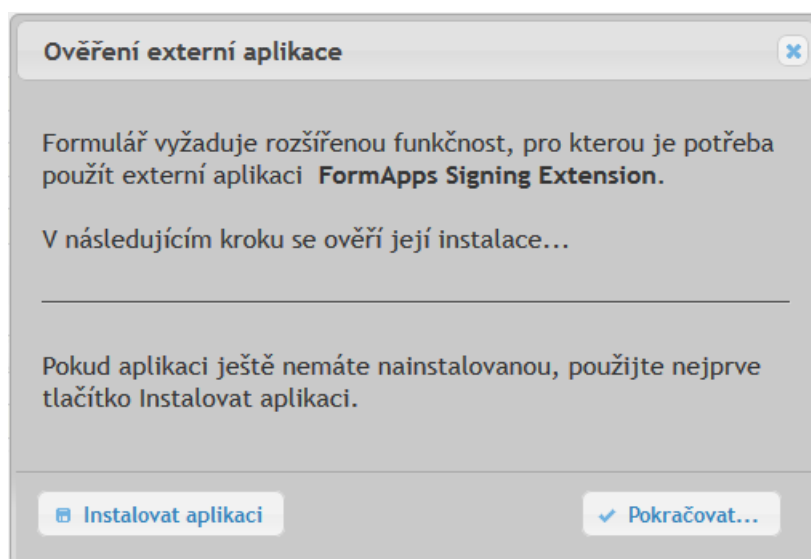 Ověření externí aplikace
Formulář vyžaduje rozšířenou funkčnost, pro kterou je potřeba
použít externí aplikaci FormApps Signing Extension.
V následujícím kroku se ověří její instalace...
Pokud aplikaci ještě nemáte nainstalovanou, použijte nejprve
tlačítko Instalovat aplikaci.
Instalovat aplikaci
Pokračovat...